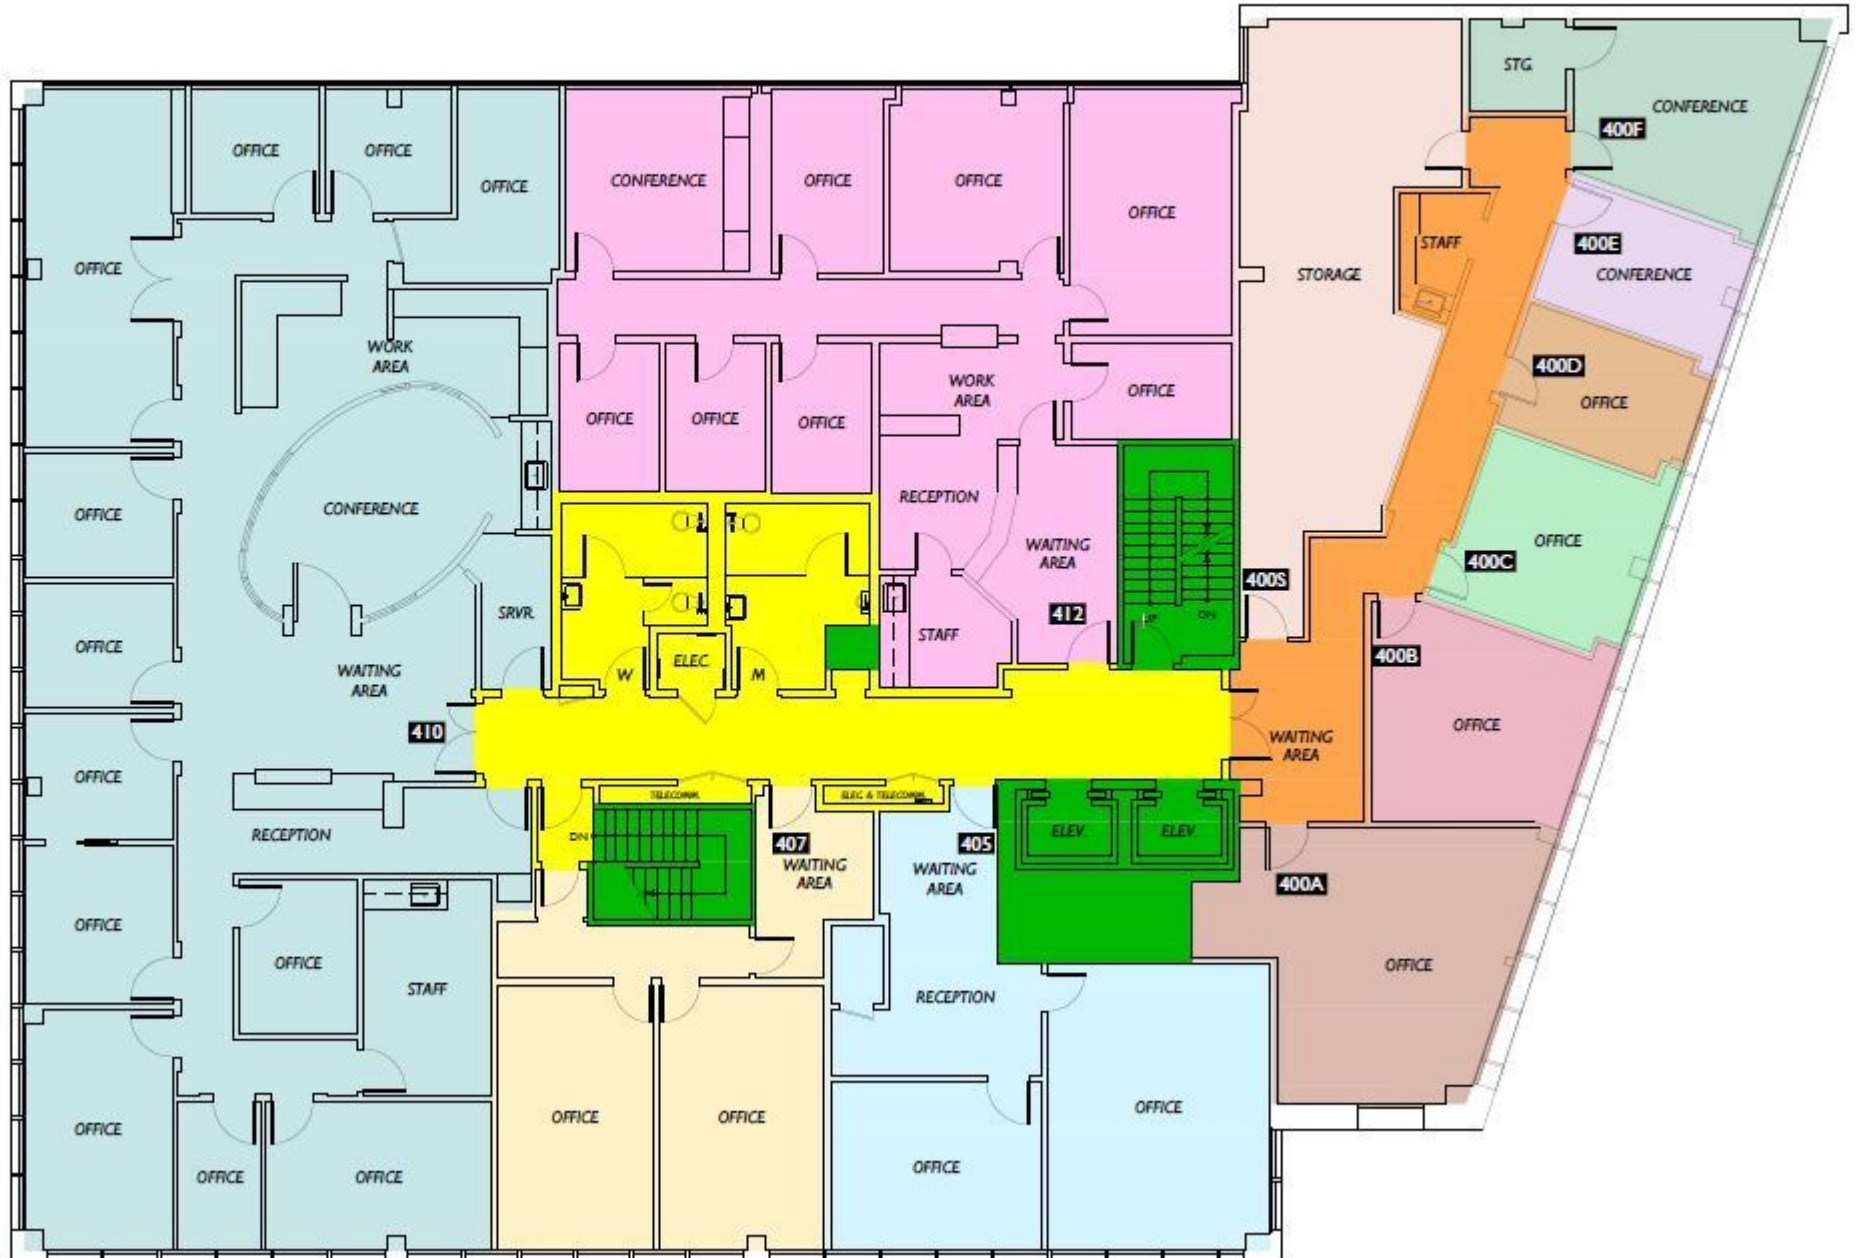 STG.
CONFERENCE
400F
OFFICE
OFFICE
OFFICE
CONFERENCE
OFFICE
OFFICE
OFFICE
OFFICE
STAFF
400E
CONFERENCE
STORAGE
WORK
AREA
400D
OFFICE
WORK
AREA
OFFICE
OFFICE
OFFICE
OFFICE
OFFICE
CONFERENCE
RECEPTION
WAITING
AREA
400C
OFFICE
400S
SRVR.
412
UP
DN
STAFF
OFFICE
WAITING
AREA
W
ELEC.
M
400B
410
WAITING
AREA
OFFICE
OFFICE
TELECOMM.
ELEC. & TELECOMM.
RECEPTION
DN
407
WAITING
AREA
405
WAITING
AREA
ELEV.
ELEV.
400A
OFFICE
OFFICE
STAFF
RECEPTION
OFFICE
OFFICE
OFFICE
OFFICE
OFFICE
OFFICE
OFFICE
OFFICE
OFFICE